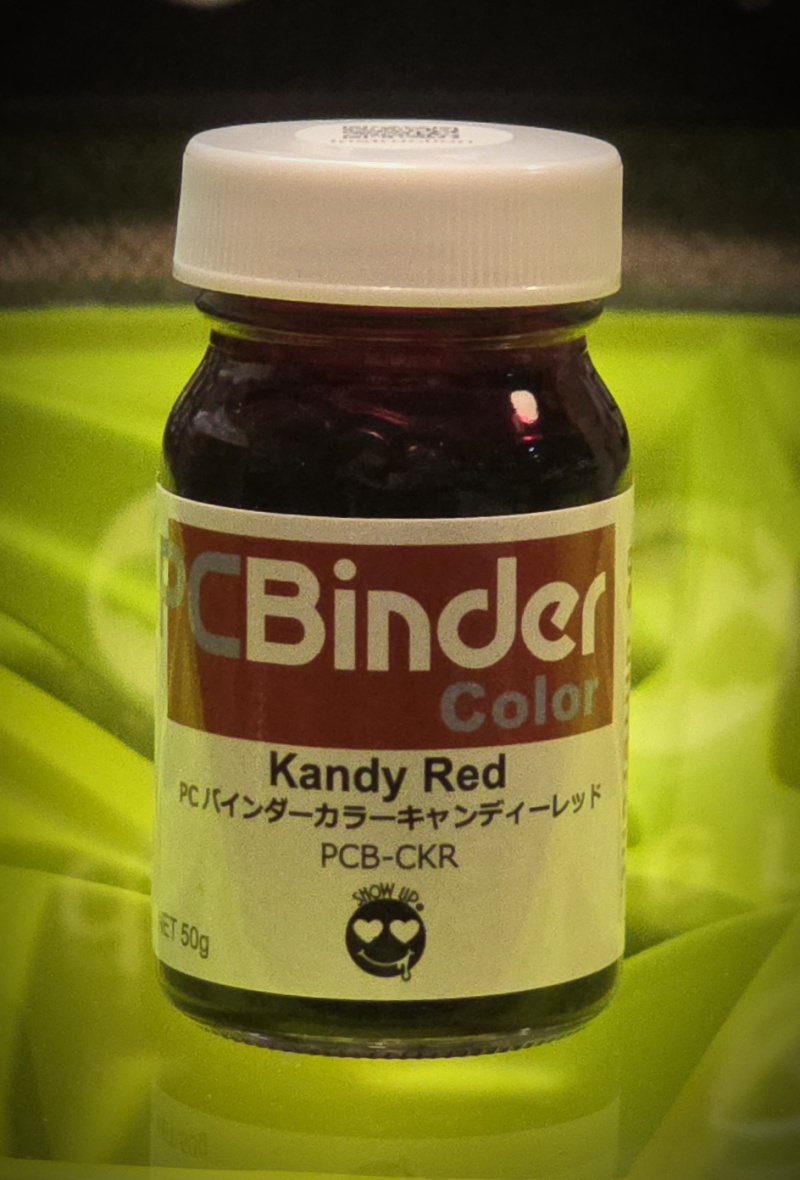 Instruction
PCBinder
Color
Kandy Red
PCバインダーカラーキャンディーレッド
PCB-CKR
SHOW UP
NET 50g